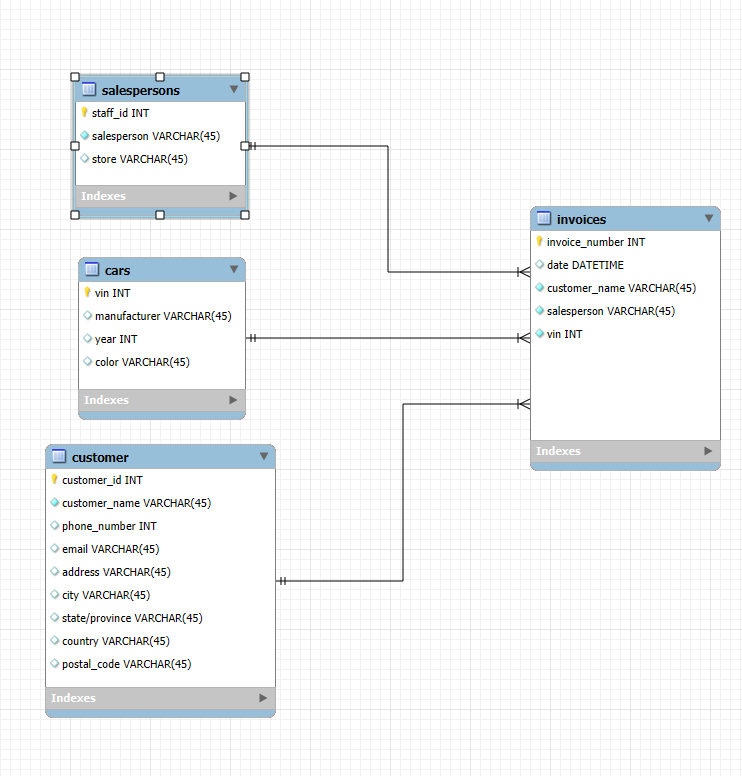 salespersons
staff_id INT
salesperson VARCHAR(45)
store VARCHAR(45)
Indexes
cars
vin INT
manufacturer VARCHAR(45)
year INT
color VARCHAR(45)
Indexes
customer
customer_id INT
customer_name VARCHAR(45)
phone_number INT
email VARCHAR(45)
address VARCHAR(45)
city VARCHAR(45)
state/province VARCHAR(45)
country VARCHAR(45)
postal_code VARCHAR(45)
Indexes
invoices
invoice_number INT
date DATETIME
customer_name VARCHAR(45)
salesperson VARCHAR(45)
vin INT
Indexes